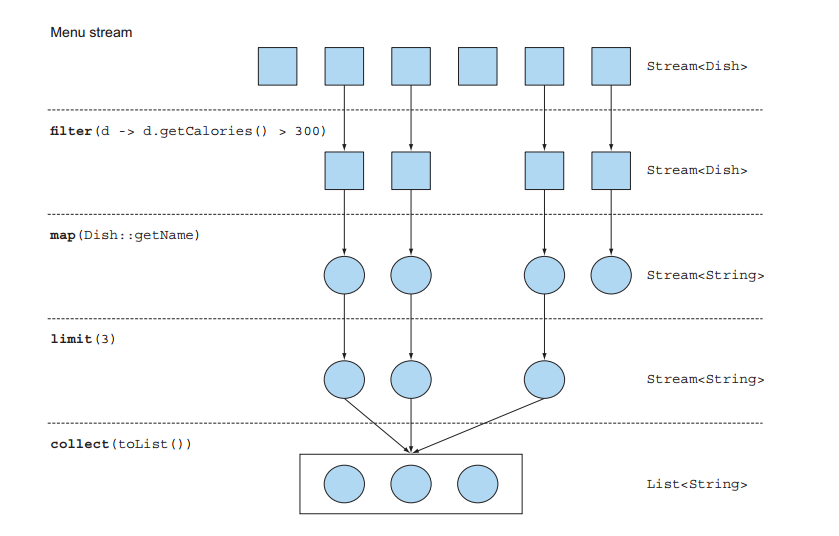 Menu stream
Stream<Dish>
filter(d -> d.getCalories() > 300)
Stream<Dish>
map(Dish::getName)
Stream<String>
limit(3)
Stream<String>
collect(toList())
List<String>